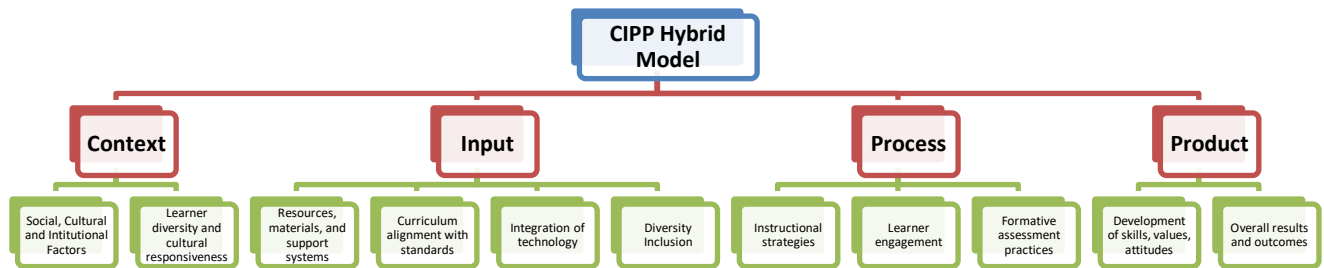 CIPP Hybrid
Model
Context
Input
Process
Product
Social, Cultural
and Intitutional
Factors
Learner
diversity and
cultural
responsiveness
Resources,
materials, and
support
systems
Curriculum
alignment with
standards
Integration of
technology
Diversity
Inclusion
Instructional
strategies
Learner
engagement
Formative
assessment
practices
Development
of skills, values,
attitudes
Overall results
and outcomes